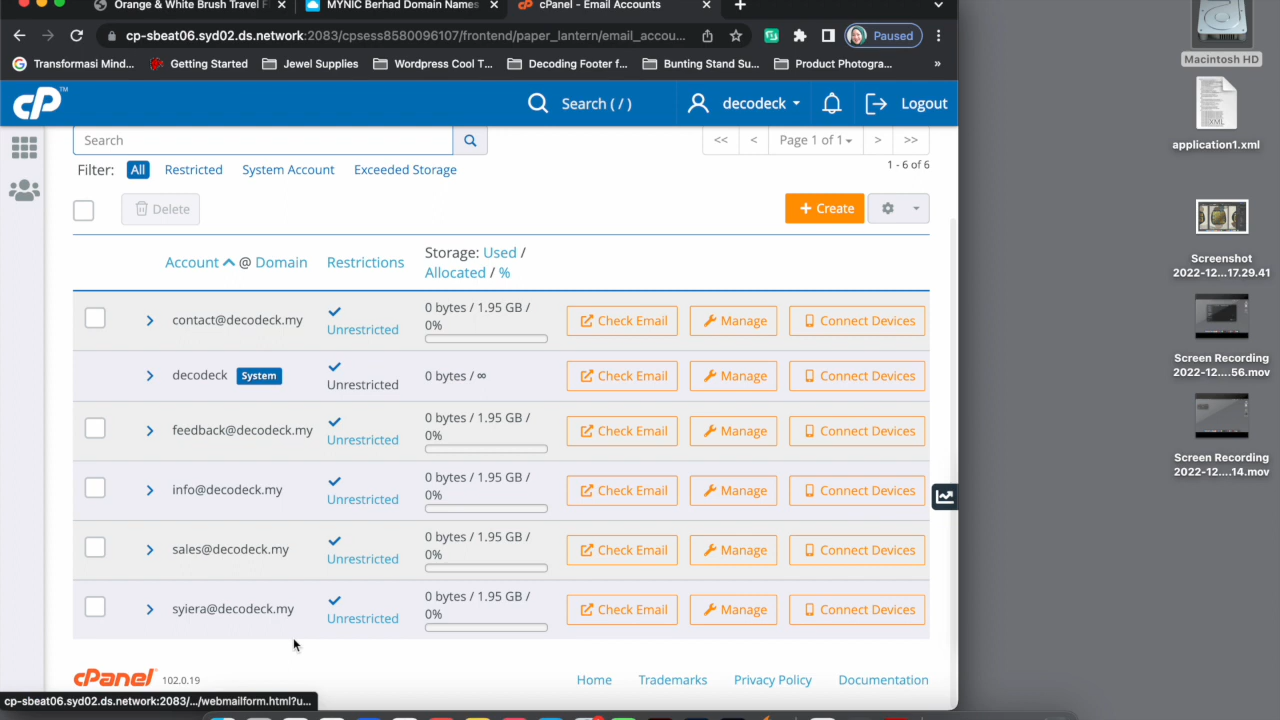 Orange & White Brush Travel F
MYNIC Berhad Domain Names
cPanel - Email Accounts
cp-sbeat06.syd02.ds.network:2083/cpsess8580096107/frontend/paper_lantern/email_accou...
Paused
Transformasi Mind...
Getting Started
Jewel Supplies
Wordpress Cool T...
Decoding Footer f...
Bunting Stand Su...
Product Photogra...
»
cP™
Search ( / )
decodeck
Logout
Search
<<
<
Page 1 of 1
>
>>
1 - 6 of 6
Filter:
All
Restricted
System Account
Exceeded Storage
Delete
+ Create
Account @ Domain
Restrictions
Storage: Used /
Allocated / %
contact@decodeck.my
Unrestricted
0 bytes / 1.95 GB /
0%
Check Email
Manage
Connect Devices
decodeck
System
Unrestricted
0 bytes / ∞
Check Email
Manage
Connect Devices
feedback@decodeck.my
Unrestricted
0 bytes / 1.95 GB /
0%
Check Email
Manage
Connect Devices
info@decodeck.my
Unrestricted
0 bytes / 1.95 GB /
0%
Check Email
Manage
Connect Devices
sales@decodeck.my
Unrestricted
0 bytes / 1.95 GB /
0%
Check Email
Manage
Connect Devices
syiera@decodeck.my
Unrestricted
0 bytes / 1.95 GB /
0%
Check Email
Manage
Connect Devices
cPanel
102.0.19
Home
Trademarks
Privacy Policy
Documentation
cp-sbeat06.syd02.ds.network:2083/.../webmailform.html?u...
Macintosh HD
XML
application1.xml
Screenshot
2022-12...17.29.41
Screen Recording
2022-12....56.mov
Screen Recording
2022-12....14.mov